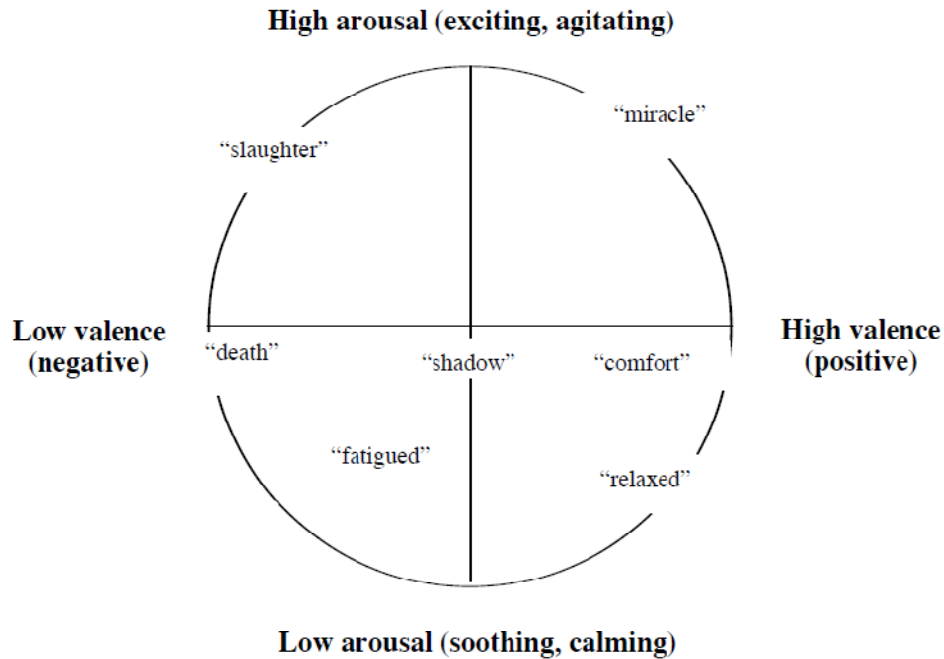 High arousal (exciting, agitating)
“miracle”
“slaughter”
Low valence
(negative)
High valence
(positive)
“death”
“shadow”
“comfort”
“fatigued”
“relaxed”
Low arousal (soothing, calming)